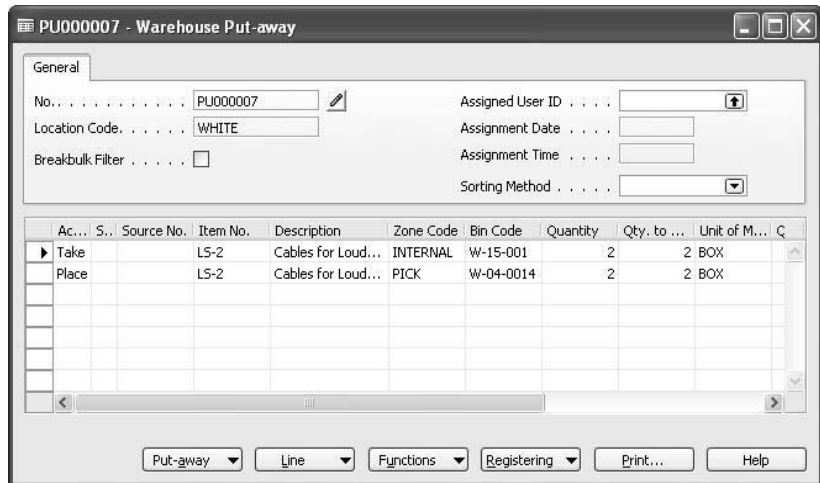 PU000007 - Warehouse Put-away
General
No. . . . . . . . . . . . PU000007
Location Code. . . . . . WHITE
Breakbulk Filter . . . . .
Assigned User ID . . . .
Assignment Date . . . .
Assignment Time . . . .
Sorting Method . . . . .
Ac... S.. Source No. Item No. Description Zone Code Bin Code Quantity Qty. to ... Unit of M... Q
Take LS-2 Cables for Loud... INTERNAL W-15-001 2 2 BOX
Place LS-2 Cables for Loud... PICK W-04-0014 2 2 BOX
Put-away Line Functions Registering Print... Help